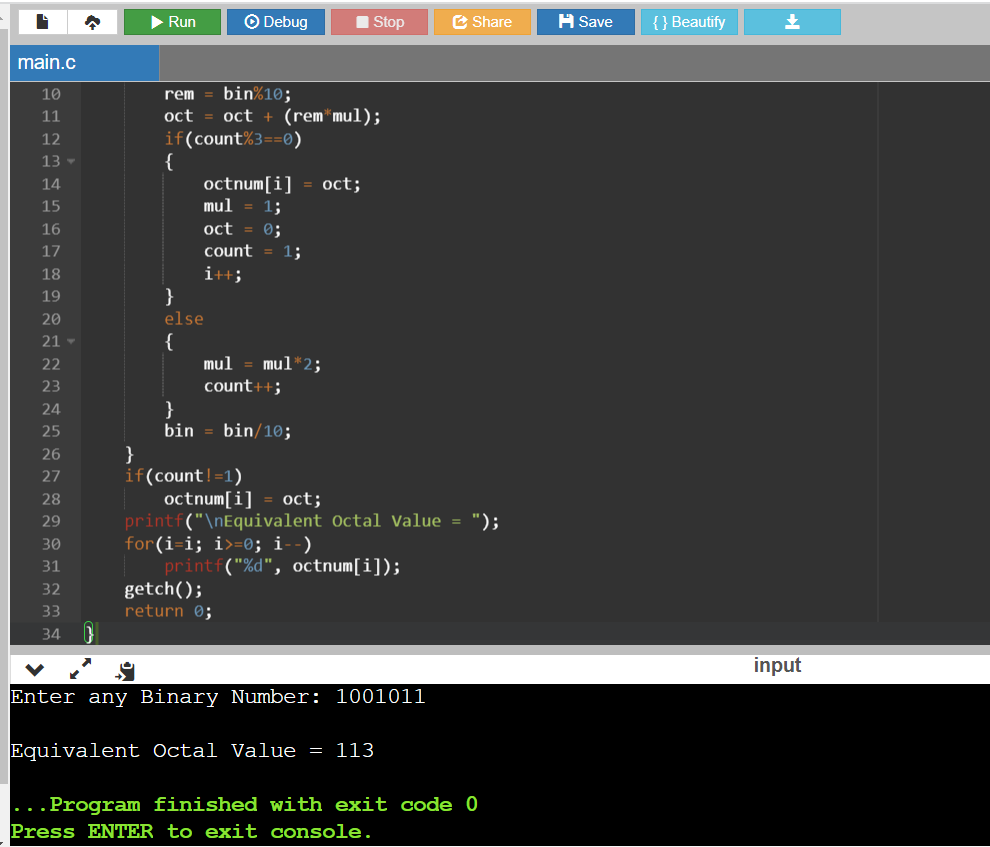 Run Debug Stop Share Save { } Beautify
main.c
10 rem = bin%10;
11 oct = oct + (rem*mul);
12 if(count%3==0)
13 {
14 octnum[i] = oct;
15 mul = 1;
16 oct = 0;
17 count = 1;
18 i++;
19 }
20 else
21 {
22 mul = mul*2;
23 count++;
24 }
25 bin = bin/10;
26 }
27 if(count!=1)
28 octnum[i] = oct;
29 printf("\nEquivalent Octal Value = ");
30 for(i=i; i>=0; i--)
31 printf("%d", octnum[i]);
32 getch();
33 return 0;
34 }
input
Enter any Binary Number: 1001011
Equivalent Octal Value = 113
...Program finished with exit code 0
Press ENTER to exit console.